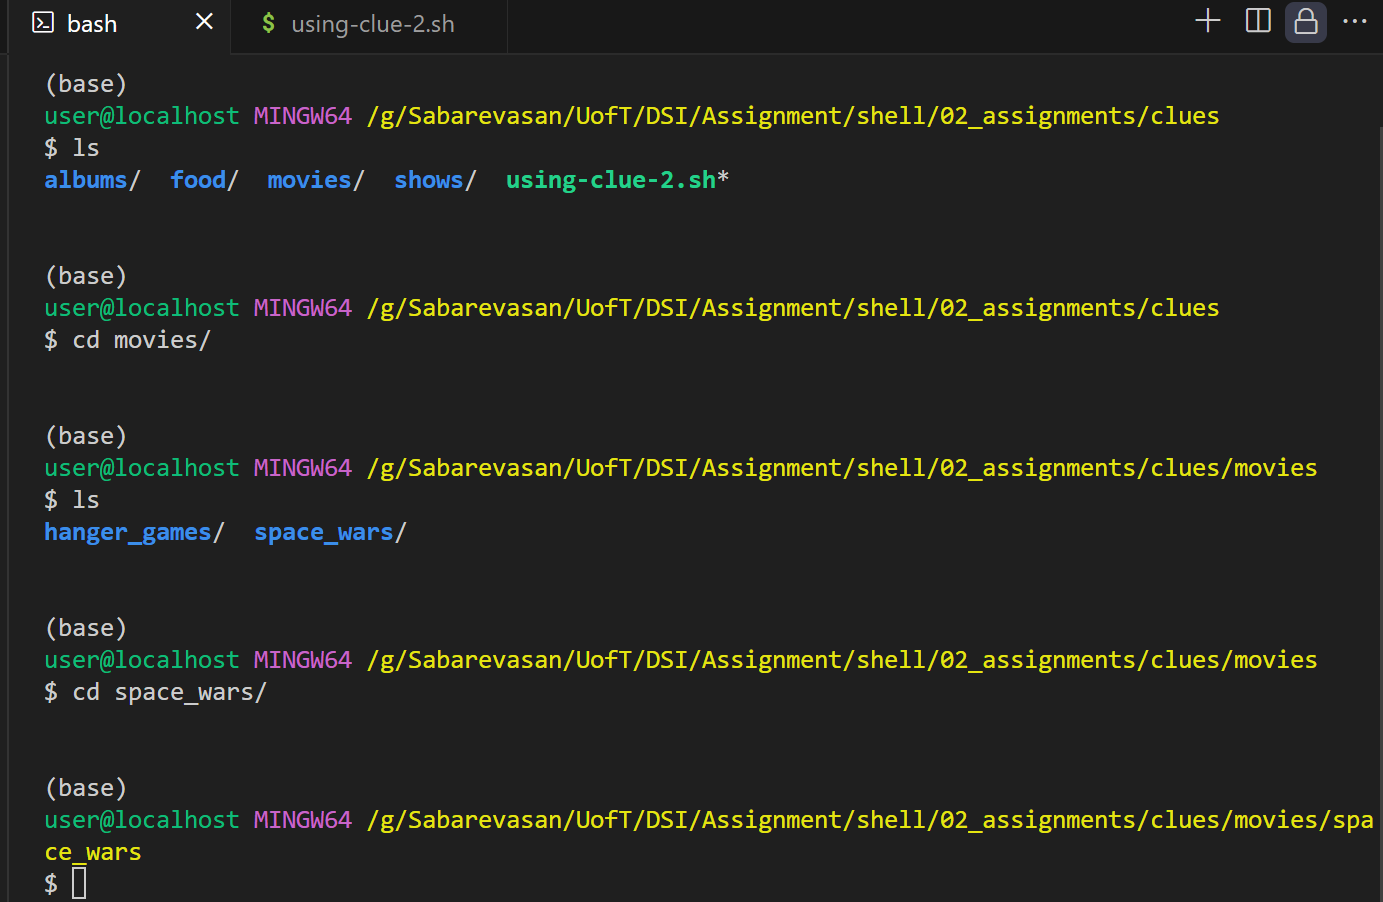 bash using-clue-2.sh
(base)
user@localhost MINGW64 /g/Sabarevasan/UofT/DSI/Assignment/shell/02_assignments/clues
$ ls
albums/ food/ movies/ shows/ using-clue-2.sh*
(base)
user@localhost MINGW64 /g/Sabarevasan/UofT/DSI/Assignment/shell/02_assignments/clues
$ cd movies/
(base)
user@localhost MINGW64 /g/Sabarevasan/UofT/DSI/Assignment/shell/02_assignments/clues/movies
$ ls
hanger_games/ space_wars/
(base)
user@localhost MINGW64 /g/Sabarevasan/UofT/DSI/Assignment/shell/02_assignments/clues/movies
$ cd space_wars/
(base)
user@localhost MINGW64 /g/Sabarevasan/UofT/DSI/Assignment/shell/02_assignments/clues/movies/spa
ce_wars
$